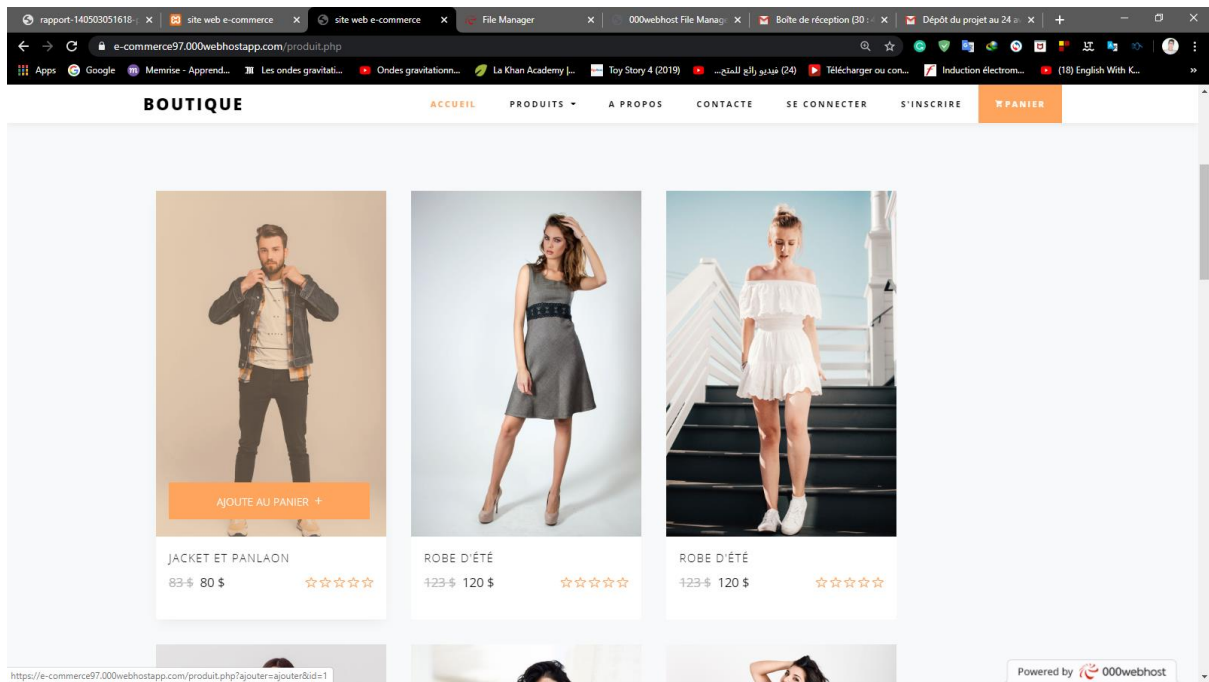 rapport-140503051618- site web e-commerce site web e-commerce File Manager 000webhost File Manag Boîte de réception (30 : Dépôt du projet au 24 a
e-commerce97.000webhostapp.com/produit.php
Apps Google Memrise - Apprend... Les ondes gravitati... Ondes gravitationn... La Khan Academy |... Toy Story 4 (2019) (24) فيديو رائع للمتح... Télécharger ou con... Induction électrom... (18) English With K... »
BOUTIQUE ACCUEIL PRODUITS A PROPOS CONTACTE SE CONNECTER S'INSCRIRE PANIER
AJOUTE AU PANIER +
JACKET ET PANLAON ROBE D'ÉTÉ ROBE D'ÉTÉ
83 $ 80 $ 123 $ 120 $ 123 $ 120 $
https://e-commerce97.000webhostapp.com/produit.php?ajouter=ajouter&id=1
Powered by 000webhost